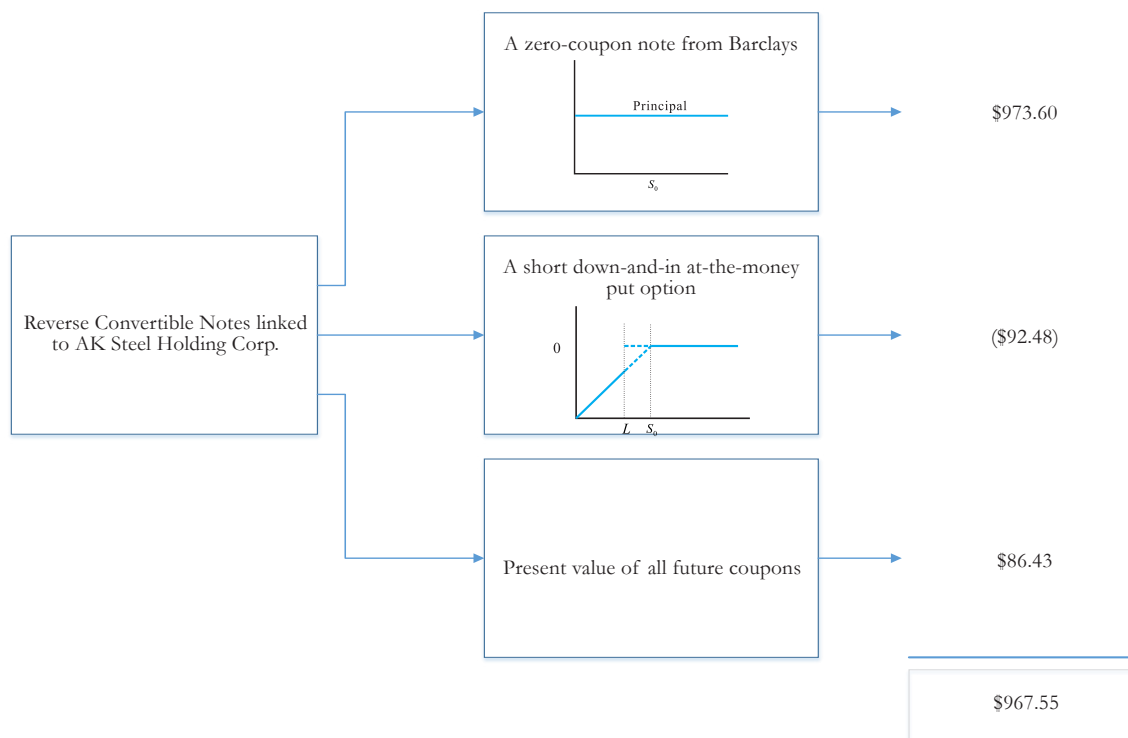 A zero-coupon note from Barclays
Principal
S₀
$973.60
Reverse Convertible Notes linked
to AK Steel Holding Corp.
A short down-and-in at-the-money
put option
0
L S₀
($92.48)
Present value of all future coupons
$86.43
$967.55